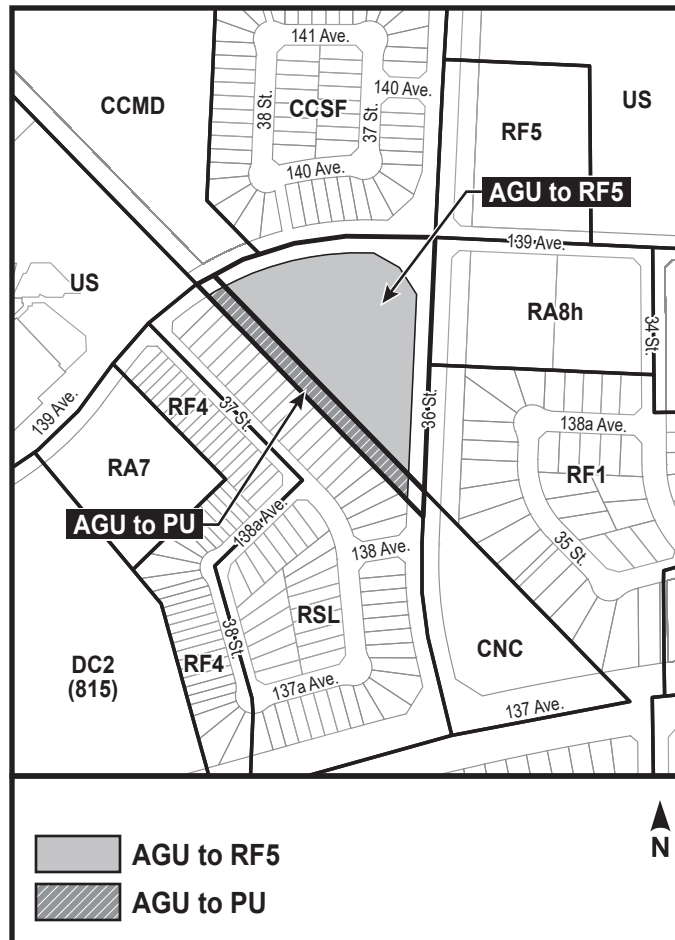 141 Ave.
CCMD
CCSF
38 St.
37 St.
140 Ave.
US
RF5
140 Ave.
AGU to RF5
139 Ave.
US
RA8h
34 St.
37 St.
RF4
36 St.
138a Ave.
139 Ave.
RA7
RF1
AGU to PU
138a Ave.
138 Ave.
35 St.
RSL
38 St.
RF4
CNC
DC2
(815)
137a Ave.
137 Ave.
AGU to RF5
AGU to PU
N